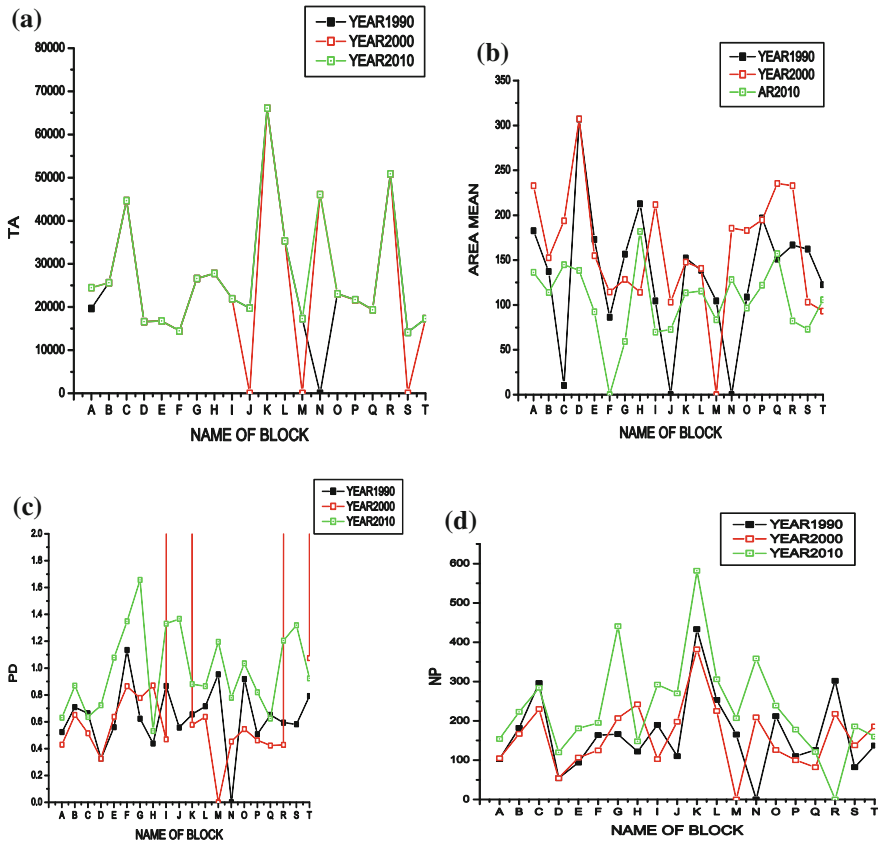 (a)
YEAR1990
YEAR2000
YEAR2010
80000
70000
60000
50000
40000
30000
20000
10000
0
TA
A B C D E F G H I J K L M N O P Q R S T
NAME OF BLOCK
(b)
YEAR1990
YEAR2000
AR2010
350
300
250
200
150
100
50
0
AREA MEAN
A B C D E F G H I J K L M N O P Q R S T
NAME OF BLOCK
(c)
YEAR1990
YEAR2000
YEAR2010
2.0
1.8
1.6
1.4
1.2
1.0
0.8
0.6
0.4
0.2
0.0
PD
A B C D E F G H I J K L M N O P Q R S T
NAME OF BLOCK
(d)
YEAR1990
YEAR2000
YEAR2010
600
500
400
300
200
100
0
NP
A B C D E F G H I J K L M N O P Q R S T
NAME OF BLOCK